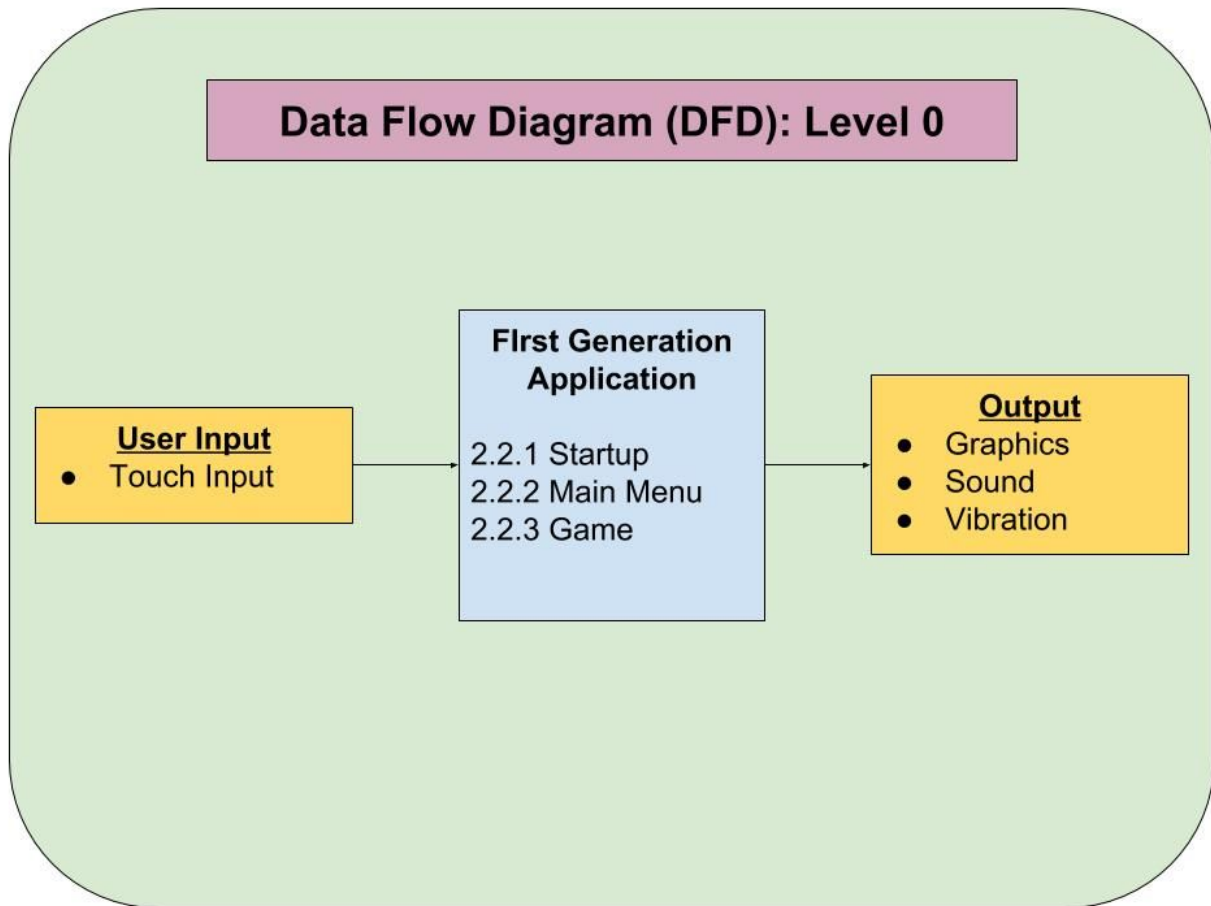 Data Flow Diagram (DFD): Level 0
User Input
● Touch Input
FIrst Generation
Application
2.2.1 Startup
2.2.2 Main Menu
2.2.3 Game
Output
● Graphics
● Sound
● Vibration